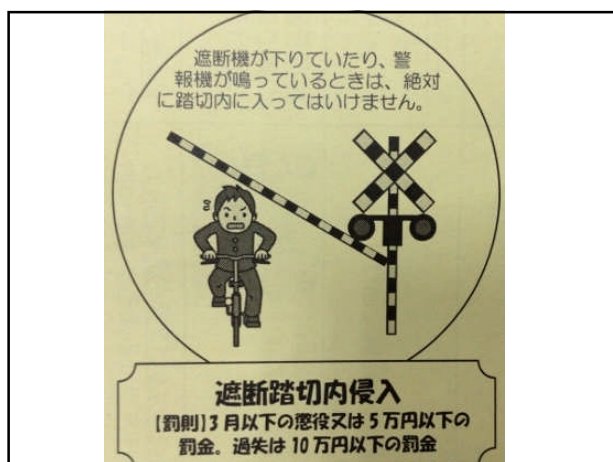 遮断機が下りていたり、警
報機が鳴っているときは、絶対
に踏切内に入ってはいけません。
遮断踏切内侵入
【罰則】3月以下の懲役又は5万円以下の
罰金。過失は10万円以下の罰金